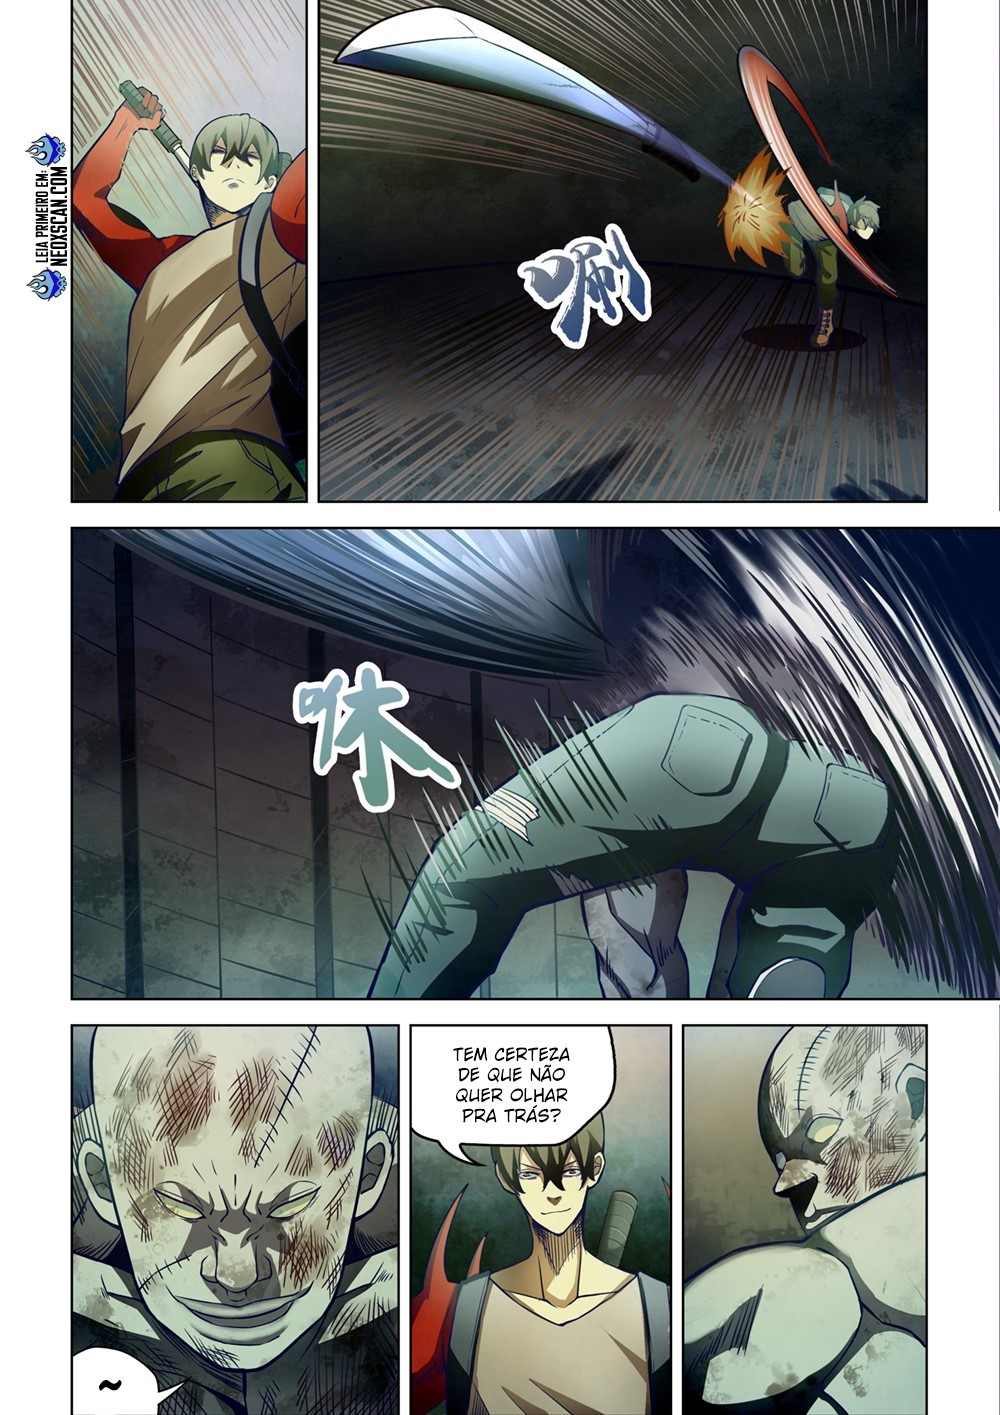 LEIA PRIMEIRO EM:
NEOXSCAN.COM
唰
咻
TEM CERTEZA
DE QUE NÃO
QUER OLHAR
PRA TRÁS?
~